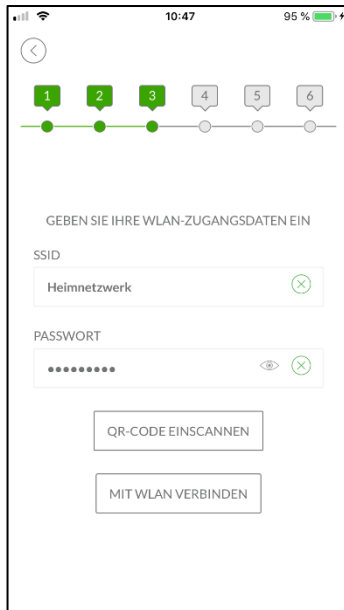 10:47
95 %
1 2 3 4 5 6
GEBEN SIE IHRE WLAN-ZUGANGSDATEN EIN
SSID
Heimnetzwerk
PASSWORT
•••••••••
QR-CODE EINSCANNEN
MIT WLAN VERBINDEN